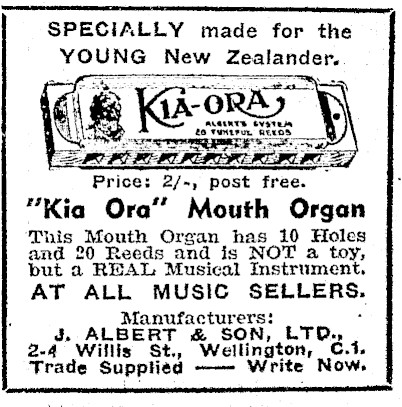 SPECIALLY made for the
YOUNG New Zealander.
KIA-ORA
ALBERT'S SYSTEM
20 TUNEFUL REEDS
Price: 2/-, post free.
"Kia Ora" Mouth Organ
This Mouth Organ has 10 Holes
and 20 Reeds and is NOT a toy,
but a REAL Musical Instrument.
AT ALL MUSIC SELLERS.
Manufacturers:
J. ALBERT & SON, LTD.,
2-4 Willis St., Wellington, C.1.
Trade Supplied — Write Now.